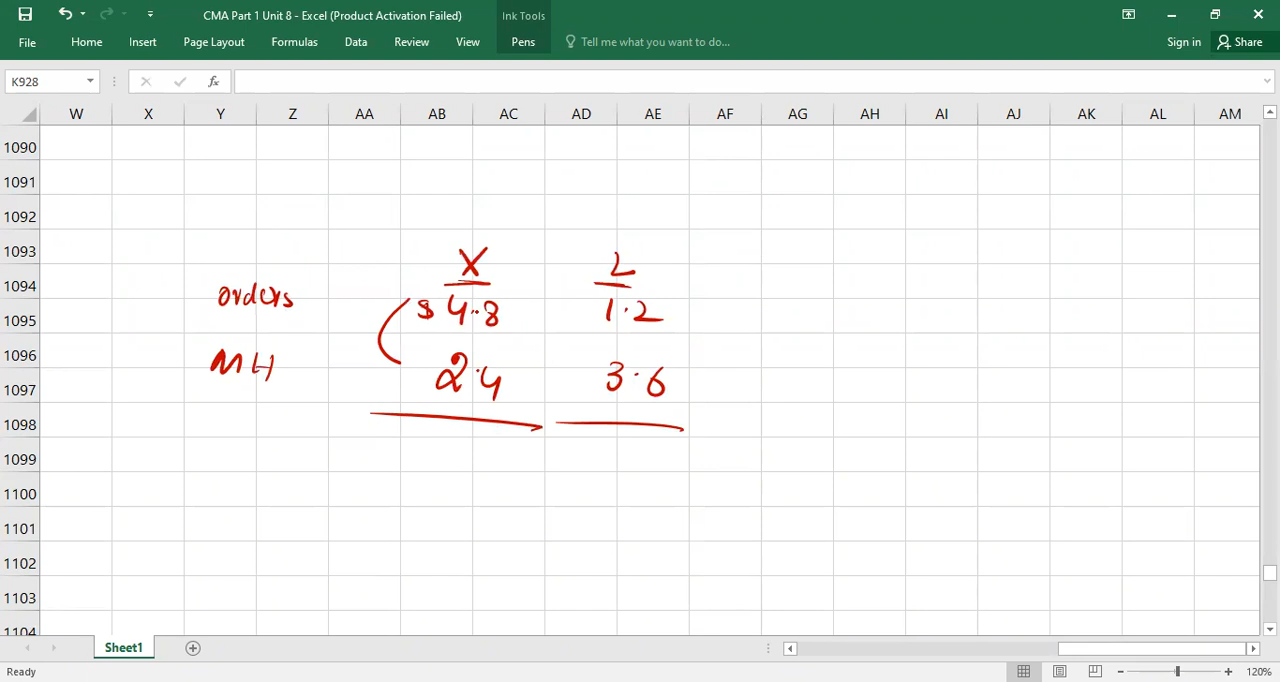 CMA Part 1 Unit 8 - Excel (Product Activation Failed)
Ink Tools
File Home Insert Page Layout Formulas Data Review View Pens Tell me what you want to do... Sign in Share
K928 fx
W X Y Z AA AB AC AD AE AF AG AH AI AJ AK AL AM
1090
1091
1092
1093
1094
1095
1096
1097
1098
1099
1100
1101
1102
1103
1104
X L
orders $ 4.8 1.2
MH 2.4 3.6
Sheet1
Ready 120%